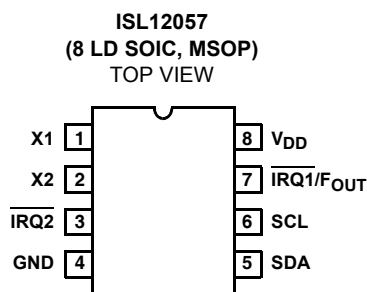 ISL12057
(8 LD SOIC, MSOP)
TOP VIEW
X1 1 8 VDD
X2 2 7 IRQ1/FOUT
IRQ2 3 6 SCL
GND 4 5 SDA